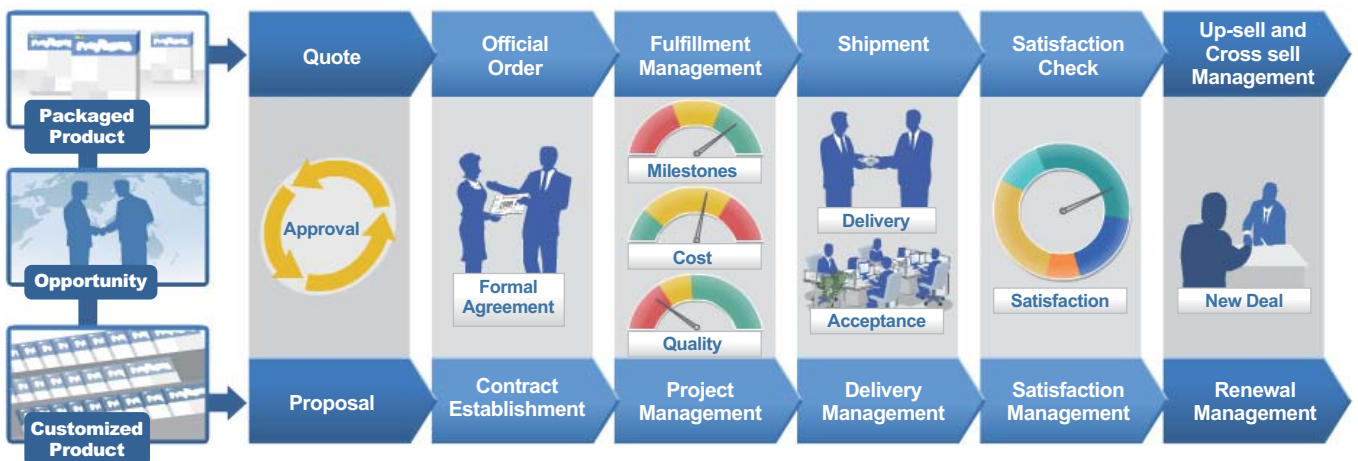 Packaged
Product
Opportunity
Customized
Product
Quote
Official
Order
Fulfillment
Management
Shipment
Satisfaction
Check
Up-sell and
Cross sell
Management
Approval
Formal
Agreement
Milestones
Cost
Quality
Delivery
Acceptance
Satisfaction
New Deal
Proposal
Contract
Establishment
Project
Management
Delivery
Management
Satisfaction
Management
Renewal
Management